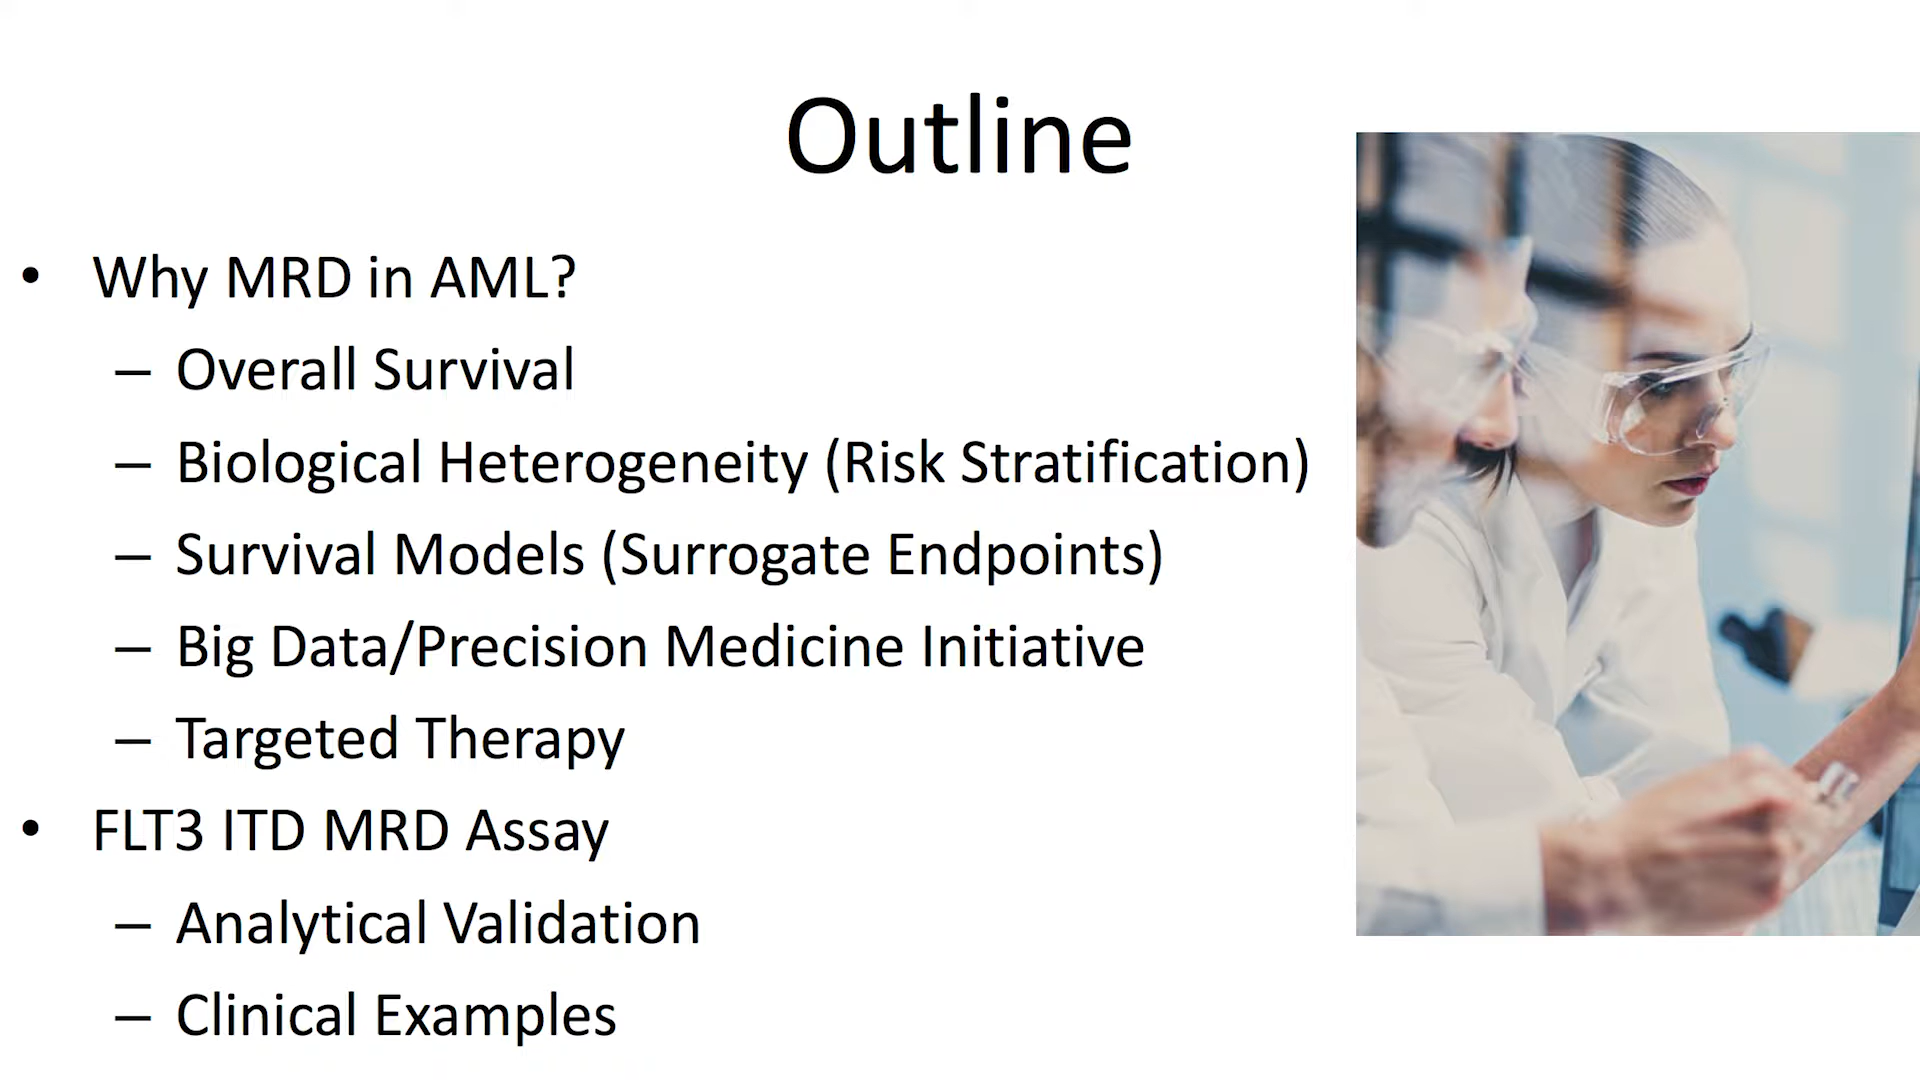 Outline
• Why MRD in AML?
– Overall Survival
– Biological Heterogeneity (Risk Stratification)
– Survival Models (Surrogate Endpoints)
– Big Data/Precision Medicine Initiative
– Targeted Therapy
• FLT3 ITD MRD Assay
– Analytical Validation
– Clinical Examples